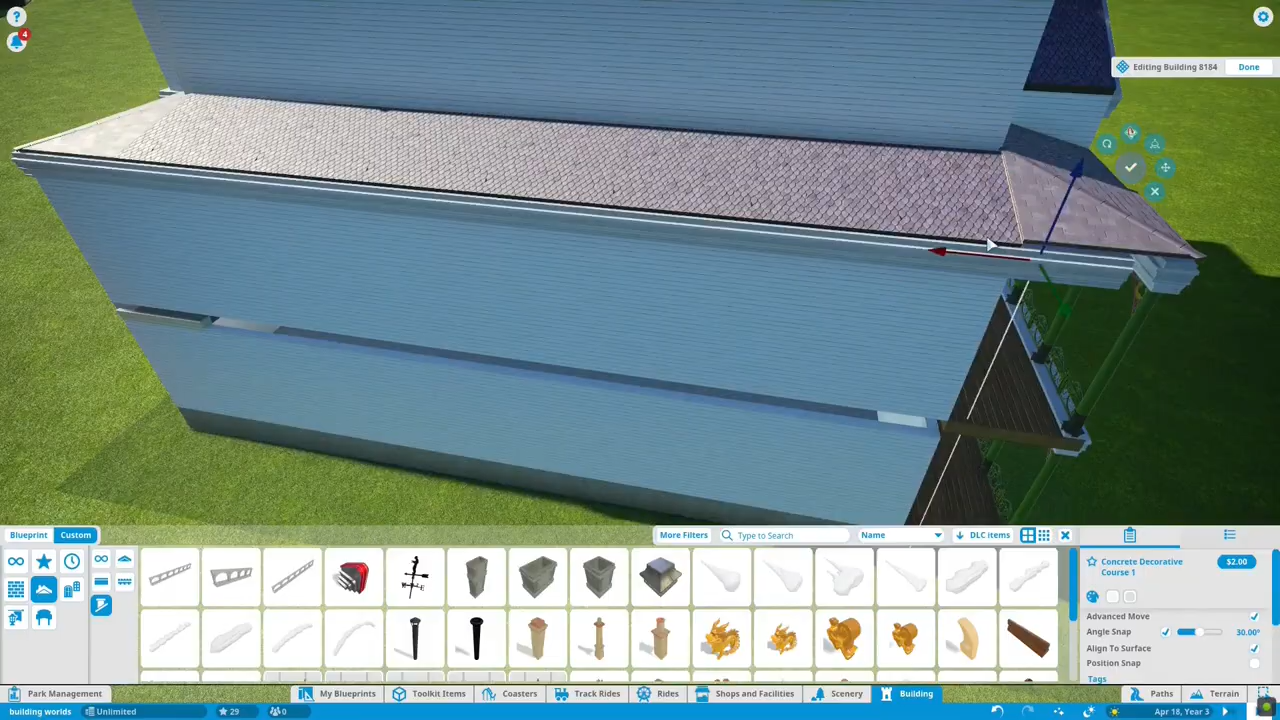 ?
4
Editing Building 8184 Done
Blueprint Custom More Filters Type to Search Name DLC items
Concrete Decorative Course 1 $2.00
Advanced Move
Angle Snap 30.00°
Align To Surface
Position Snap
Tags
Park Management My Blueprints Toolkit Items Coasters Track Rides Rides Shops and Facilities Scenery Building Paths Terrain
building worlds Unlimited 29 0 Apr 18, Year 3